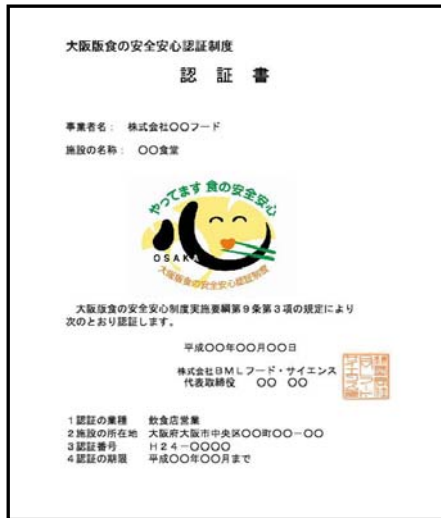 大阪版食の安全安心認証制度
認 証 書
事業者名： 株式会社〇〇フード
施設の名称： 〇〇食堂
やってます 食の安全安心
OSAKA
大阪版食の安全安心認証制度
大阪版食の安全安心制度実施要綱第９条第３項の規定により
次のとおり認証します。
平成〇〇年〇〇月〇〇日
株式会社ＢＭＬフード・サイエンス
代表取締役 〇〇 〇〇
１認証の業種 飲食店営業
２施設の所在地 大阪府大阪市中央区〇〇町〇〇－〇〇
３認証番号 Ｈ２４－〇〇〇〇
４認証の期限 平成〇〇年〇〇月まで